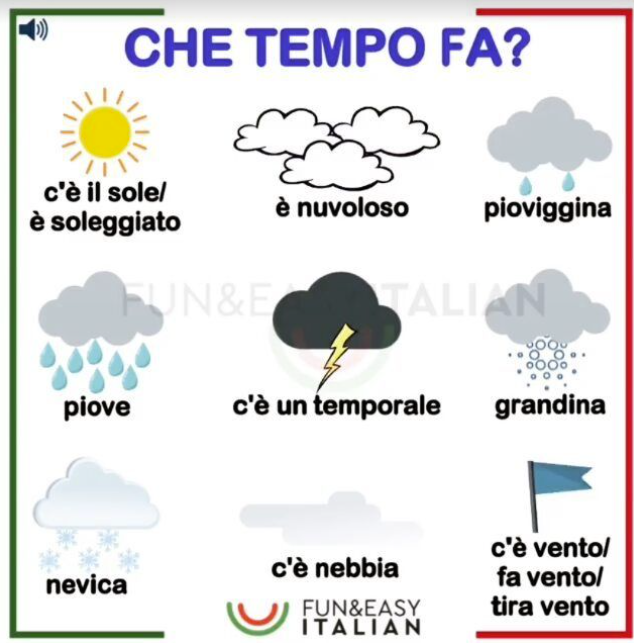 CHE TEMPO FA?
c'è il sole/
è soleggiato
è nuvoloso
pioviggina
FUN&EASY ITALIAN
piove
c'è un temporale
grandina
nevica
c'è nebbia
c'è vento/
fa vento/
tira vento
FUN&EASY
ITALIAN